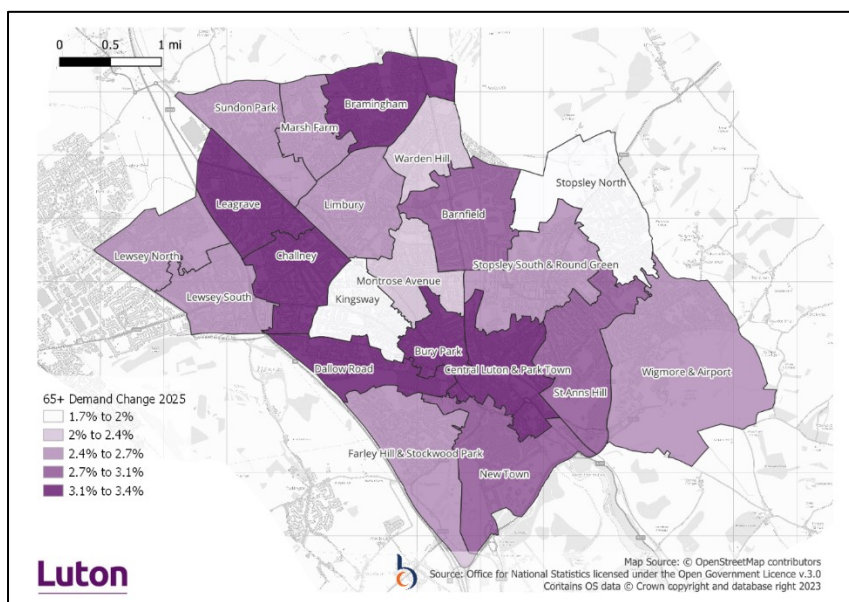 0 0.5 1 mi
Bramingham
Sundon Park
Marsh Farm
Warden Hill
Stopsley North
Leagrave
Limbury
Barnfield
Lewsey North
Challney
Stopsley South & Round Green
Montrose Avenue
Lewsey South
Kingsway
Bury Park
Dallow Road
Central Luton & Park Town
Wigmore & Airport
St Anns Hill
65+ Demand Change 2025
1.7% to 2%
2% to 2.4%
2.4% to 2.7%
2.7% to 3.1%
3.1% to 3.4%
Farley Hill & Stockwood Park
New Town
Luton
Map Source: © OpenStreetMap contributors
Source: Office for National Statistics licensed under the Open Government Licence v.3.0
Contains OS data © Crown copyright and database right 2023